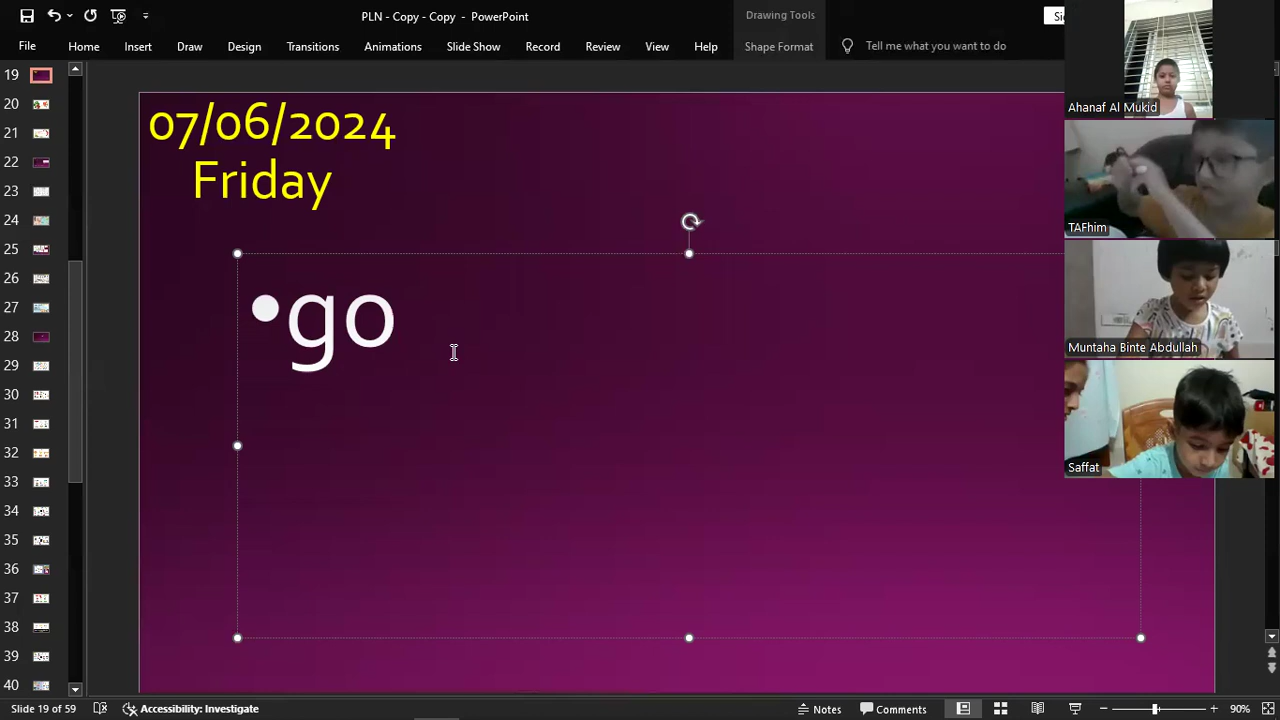 PLN - Copy - Copy - PowerPoint
Drawing Tools
File Home Insert Draw Design Transitions Animations Slide Show Record Review View Help Shape Format Tell me what you want to do
19
20
21
22
23
24
25
26
27
28
30
31
32
33
34
35
36
37
38
39
40
07/06/2024
Friday
•go
Ahanaf Al Mukid
TAFhim
Muntaha Binte Abdullah
Saffat
Slide 19 of 59 Accessibility: Investigate Notes Comments 90%